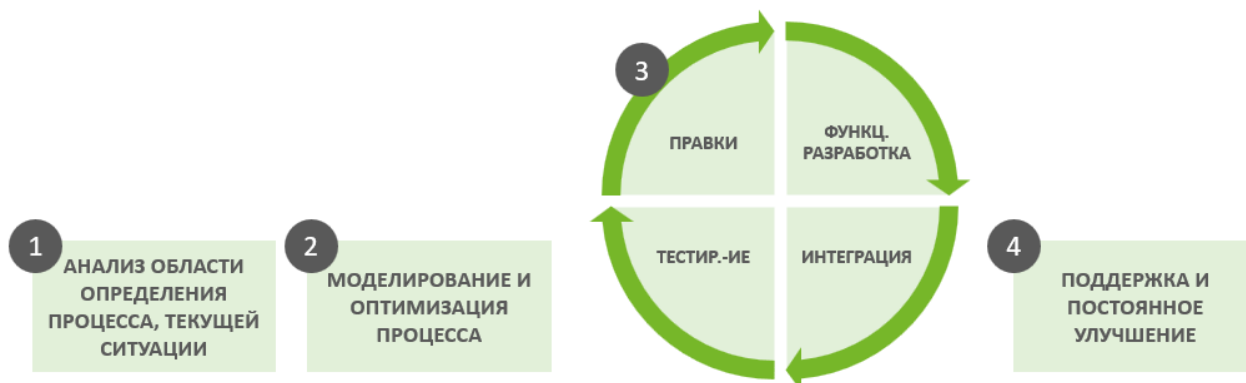 1
АНАЛИЗ ОБЛАСТИ
ОПРЕДЕЛЕНИЯ
ПРОЦЕССА, ТЕКУЩЕЙ
СИТУАЦИИ
2
МОДЕЛИРОВАНИЕ И
ОПТИМИЗАЦИЯ
ПРОЦЕССА
3
ПРАВКИ
ФУНКЦ.
РАЗРАБОТКА
ТЕСТИР.-ИЕ
ИНТЕГРАЦИЯ
4
ПОДДЕРЖКА И
ПОСТОЯННОЕ
УЛУЧШЕНИЕ